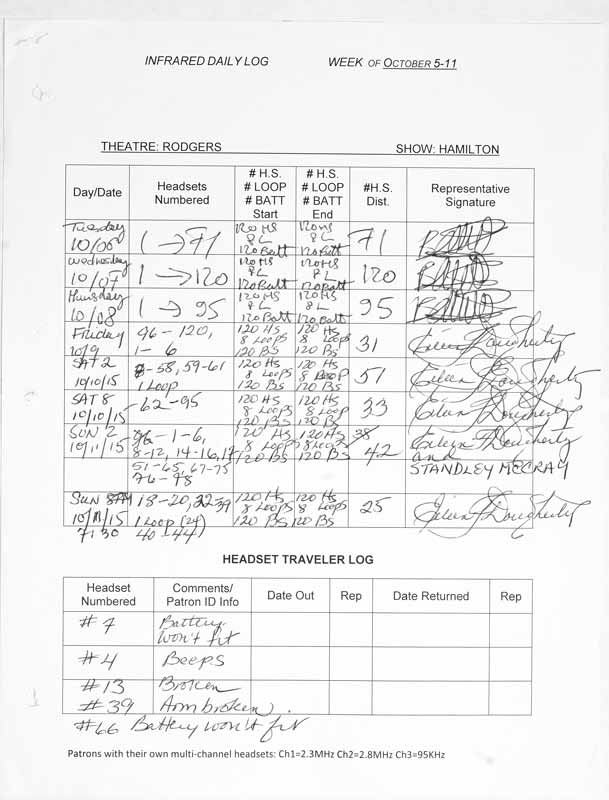 INFRARED DAILY LOG WEEK OF OCTOBER 5-11
THEATRE: RODGERS SHOW: HAMILTON
Day/Date Headsets Numbered # H.S. # LOOP # BATT Start # H.S. # LOOP # BATT End #H.S. Dist. Representative Signature
Tuesday 10/06 1 → 71 120 HS 8 L 120 Batt 120 HS 8 L 120 Batt 71
Wednesday 10/07 1 → 120 120 HS 8 L 120 Batt 120 HS 8 L 120 Batt 120
Thursday 10/08 1 → 95 120 HS 8 L 120 Batt 120 HS 8 L 120 Batt 95
Friday 10/9 96 - 120, 1 - 6 120 HS 8 Loops 120 BS 120 HS 8 Loops 120 BS 31 Eileen Dougherty
SAT 2 10/10/15 7-58, 59-61 1 Loop 120 HS 8 Loops 120 BS 120 HS 8 Loop 120 BS 57 Eileen Dougherty
SAT 8 10/10/15 62-95 120 HS 8 Loops 120 BS 120 HS 8 Loops 120 BS 33 Eileen Dougherty
SUN 2 10/11/15 96-1-6, 8-12, 14-16, 17 51-65, 67-75 76-78 120 HS 8 Loops 120 BS 120 HS 8 Loops 120 BS 38 42 Eileen J Dougherty and STANDLEY MCCRAY
SUN 10/11/15 7:30 18-20, 22-39 1 Loop (24) 40-44) 120 HS 8 Loops 120 BS 120 HS 8 Loops 120 BS 25 Eileen J Dougherty
HEADSET TRAVELER LOG
Headset Numbered Comments/ Patron ID Info Date Out Rep Date Returned Rep
#7 Battery won't fit
#4 Beeps
#13 Broken
#39 Arm broken.
#66 Battery won't fit
Patrons with their own multi-channel headsets: Ch1=2.3MHz Ch2=2.8MHz Ch3=95KHz